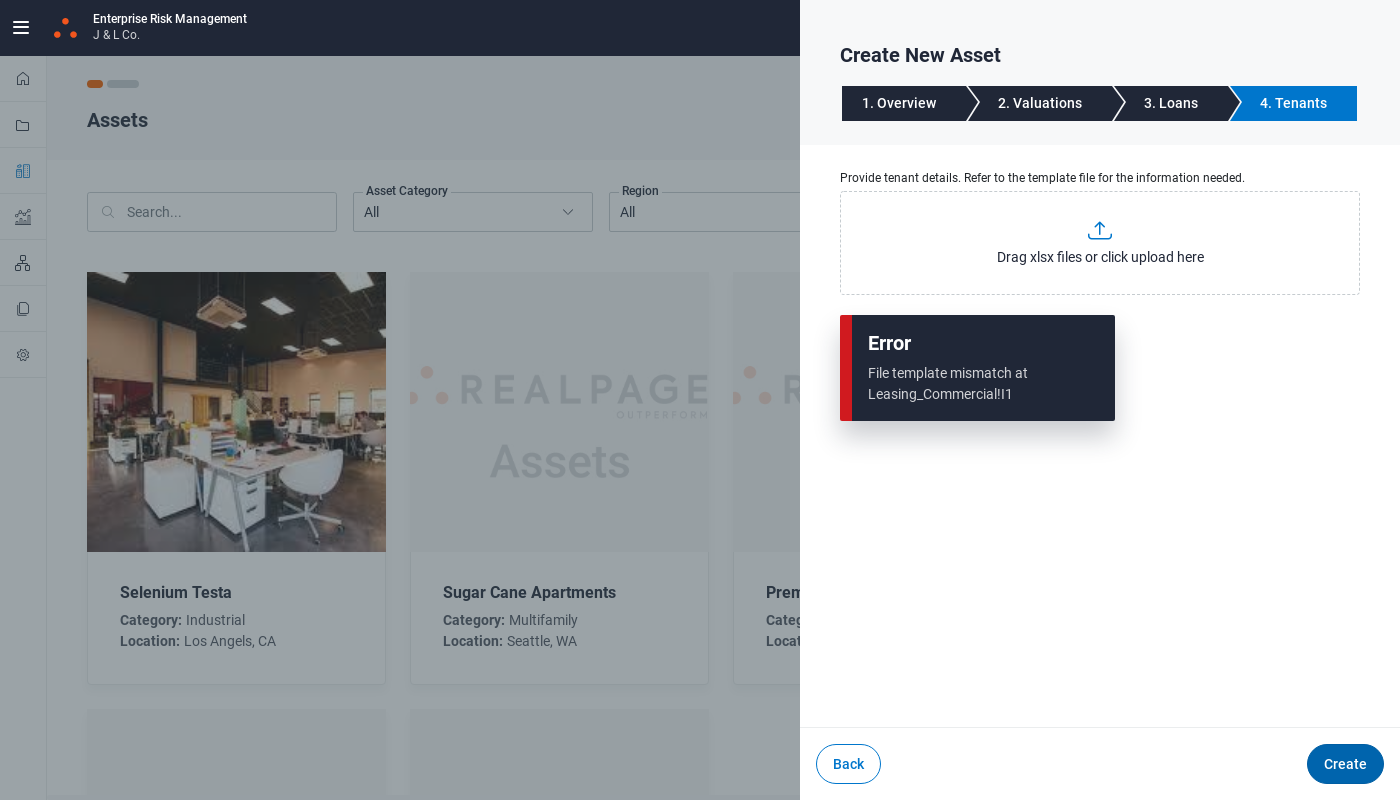 Enterprise Risk Management
J & L Co.
Assets
Search...
Asset Category
All
Region
All
REALPAGE
OUTPERFORM
Assets
R
Selenium Testa
Category: Industrial
Location: Los Angels, CA
Sugar Cane Apartments
Category: Multifamily
Location: Seattle, WA
Prem
Categ
Locat
Create New Asset
1. Overview
2. Valuations
3. Loans
4. Tenants
Provide tenant details. Refer to the template file for the information needed.
Drag xlsx files or click upload here
Error
File template mismatch at
Leasing_Commercial!I1
Back
Create